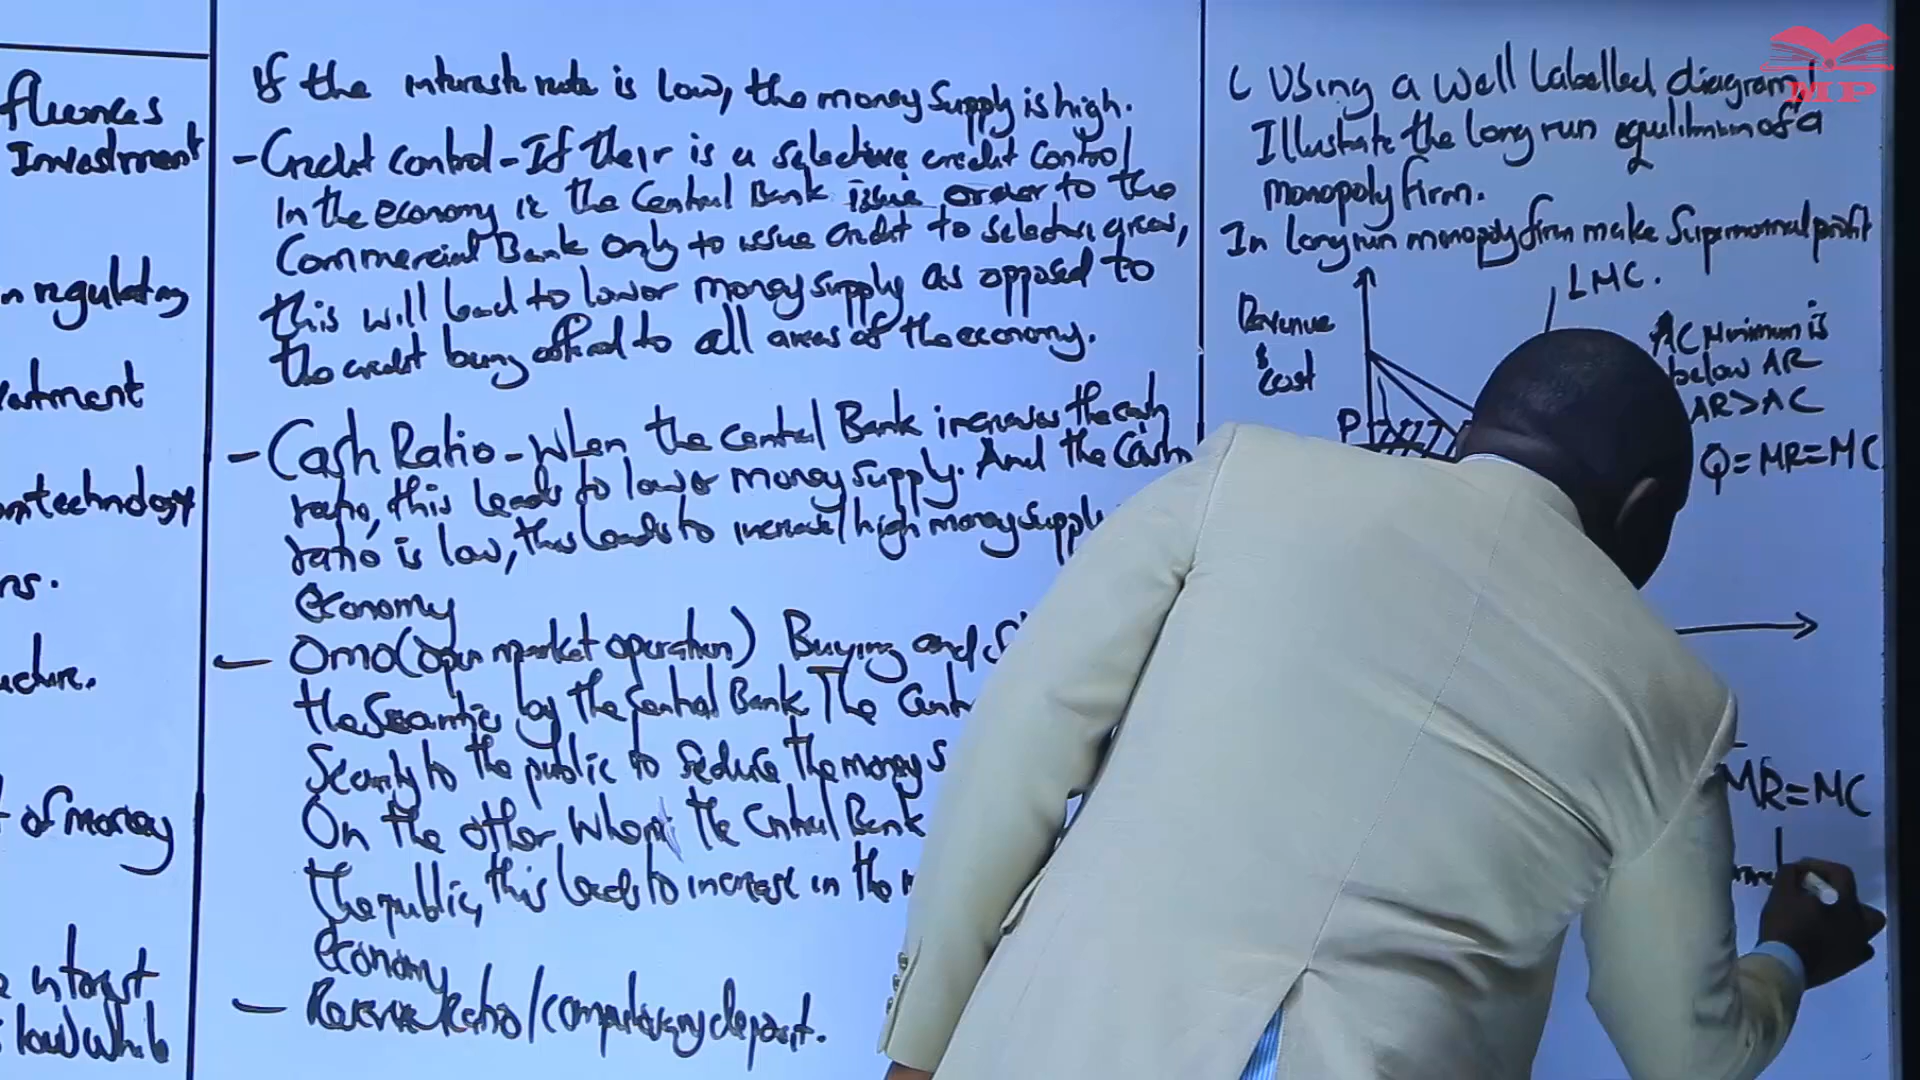 fluences
Investment
n regulating
eatment
technology
ns.
ucture.
of money
interest
low) while
If the interest rate is low, the money supply is high.
- Credit control - If their is a selective credit control
In the economy ie the Central Bank issue order to the
Commercial Bank only to issue credit to selective areas,
this will lead to lower money supply as opposed to
the credit being offered to all areas of the economy.
- Cash Ratio - When the central Bank increases the cash
ratio, this leads to lower money supply. And the Cash
ratio is low, this leads to increase/high money supply
economy
- Omo (open market operation) Buying and
the Securities by the Central Bank The Cent
Security to the public to reduce the money s
On the other When the Central Bank
the public, this leads to increase in the m
economy
- Reserve Ratio/compulsory deposit.
C Using a well labelled diagram
Illustrate the long run equilibrium of a
monopoly firm.
In long run monopoly firm make Supernormal profit
LMC.
Revenue
$
cost
P
AC Minimum is
below AR
AR>AC
Q=MR=MC
MR=MC
MP